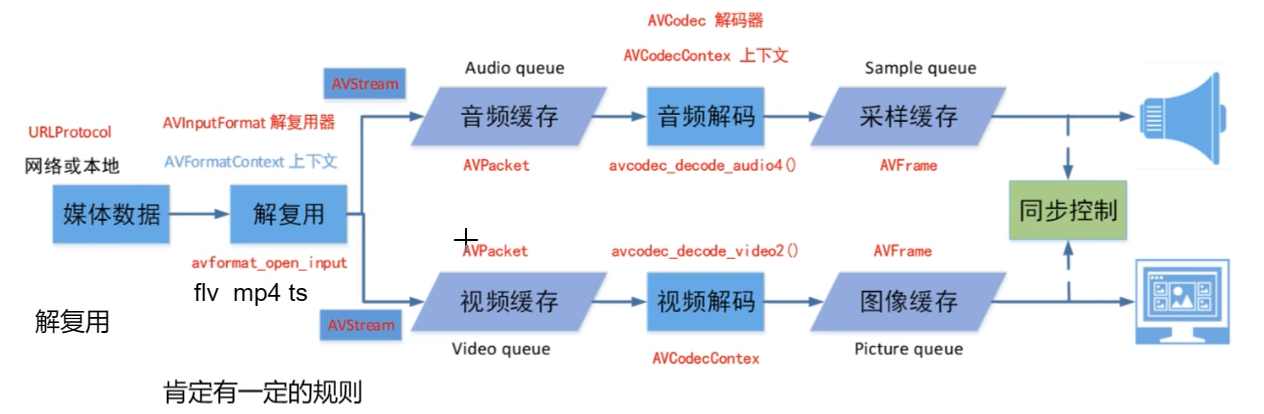 AVCodec 解码器
AVCodecContex 上下文
Audio queue
Sample queue
AVStream
音频缓存
音频解码
采样缓存
URLProtocol
AVInputFormat 解复用器
网络或本地
AVFormatContext 上下文
AVPacket
avcodec_decode_audio4()
AVFrame
媒体数据
解复用
同步控制
avformat_open_input
AVPacket
avcodec_decode_video2()
AVFrame
flv mp4 ts
视频缓存
视频解码
图像缓存
解复用
AVStream
Video queue
AVCodecContex
Picture queue
肯定有一定的规则